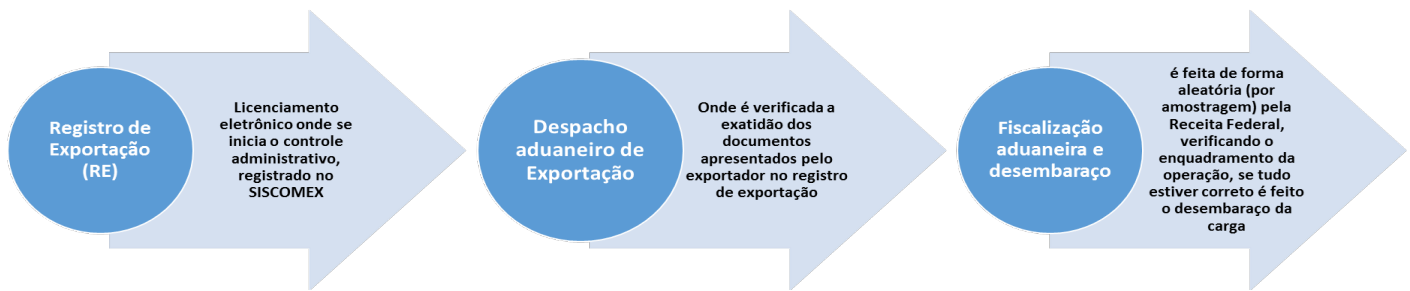 Registro de
Exportação
(RE)
Licenciamento
eletrônico onde se
inicia o controle
administrativo,
registrado no
SISCOMEX
Despacho
aduaneiro de
Exportação
Onde é verificada a
exatidão dos
documentos
apresentados pelo
exportador no registro
de exportação
Fiscalização
aduaneira e
desembaraço
é feita de forma
aleatória (por
amostragem) pela
Receita Federal,
verificando o
enquadramento da
operação, se tudo
estiver correto é feito
o desembaraço da
carga